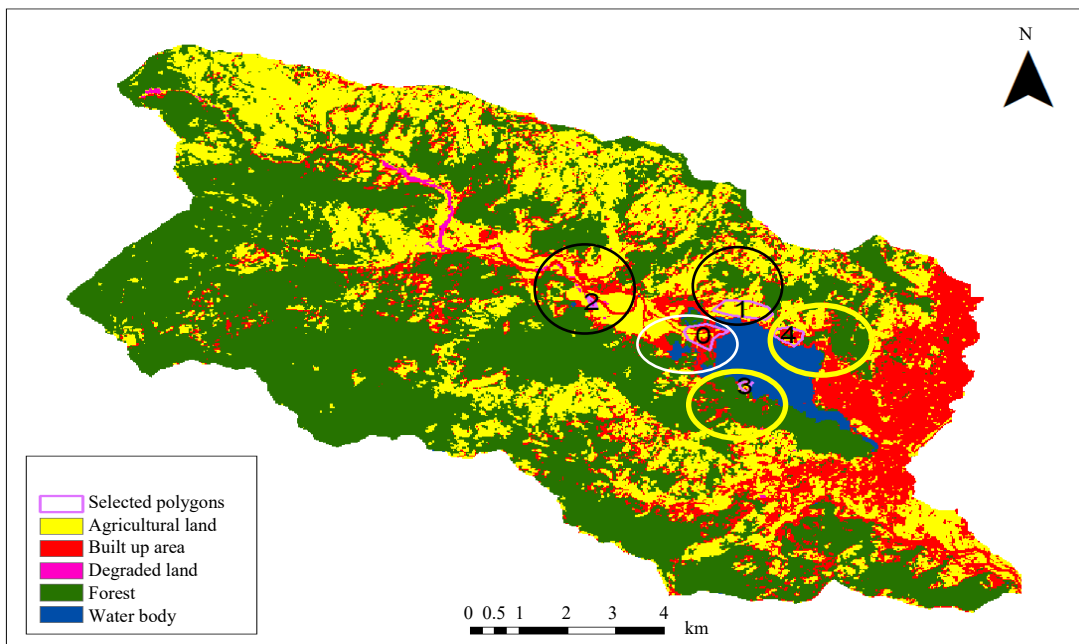 N
2
1
0
4
3
Selected polygons
Agricultural land
Built up area
Degraded land
Forest
Water body
0 0.5 1 2 3 4
km